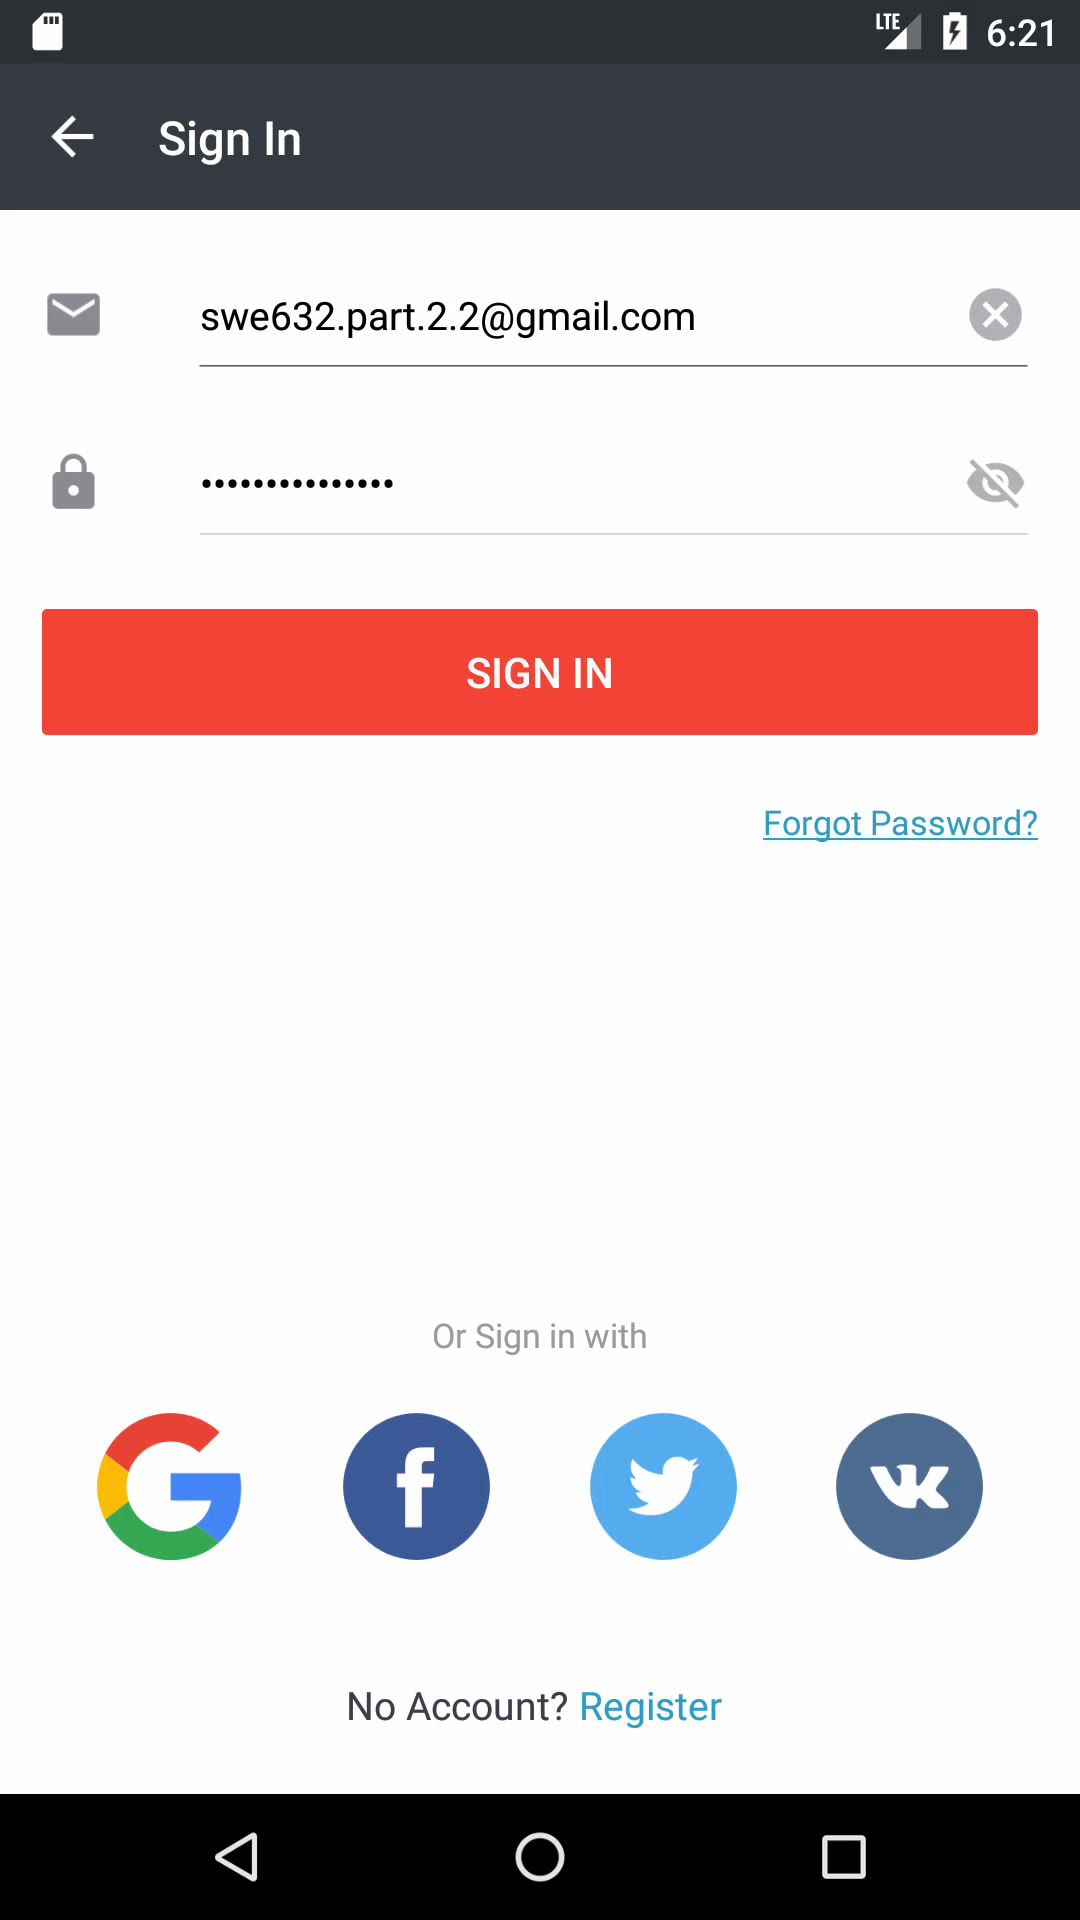 LTE 6:21
Sign In
swe632.part.2.2@gmail.com
•••••••••••••••
SIGN IN
Forgot Password?
Or Sign in with
No Account? Register